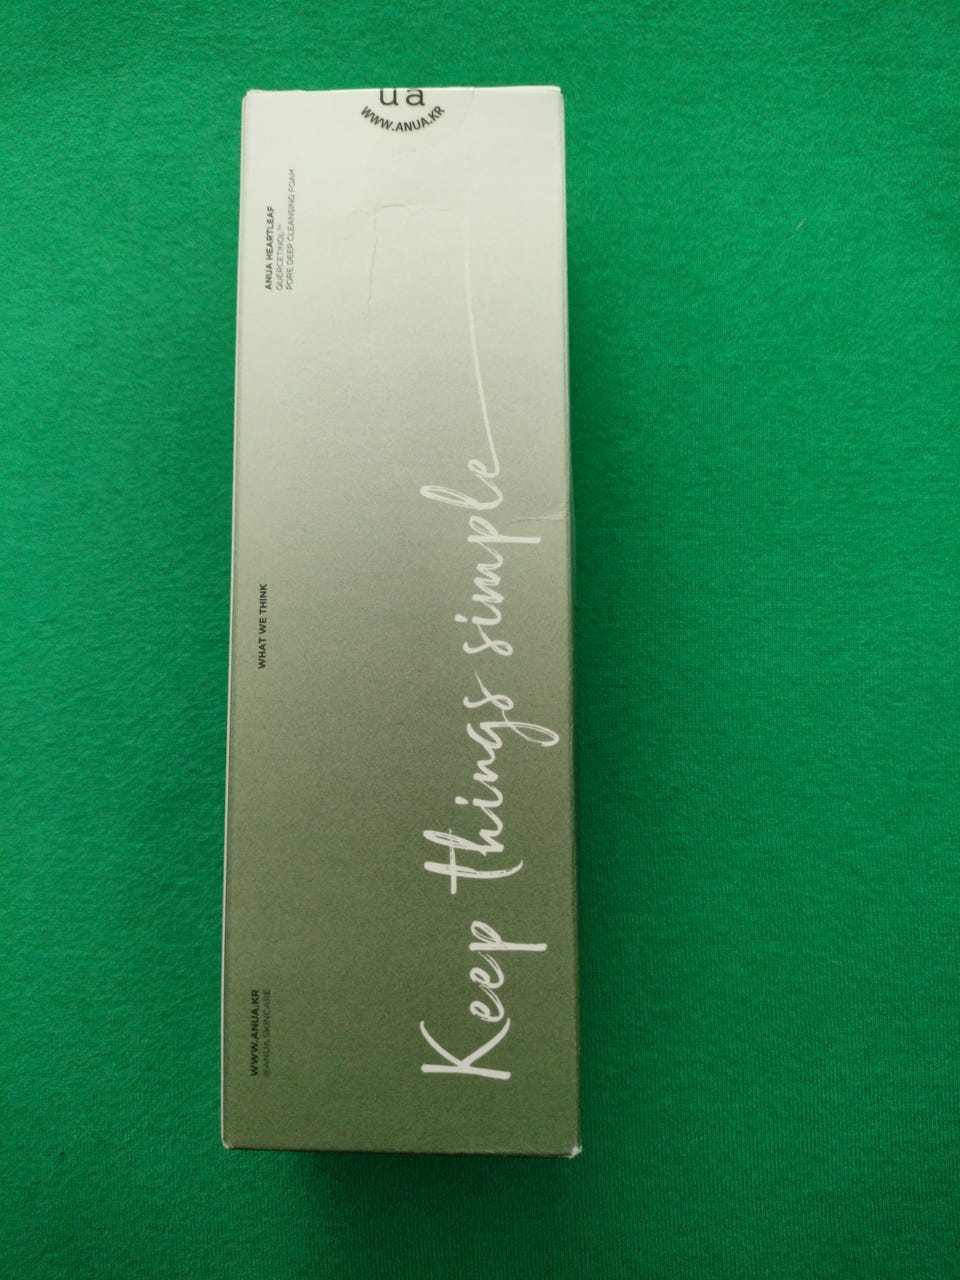 ua
WWW.ANUA.KR
ANUA HEARTLEAF
QUERCETINOL™
PORE DEEP CLEANSING FOAM
WHAT WE THINK
WWW.ANUA.KR
@ANUA.SKINCARE
Keep things simple